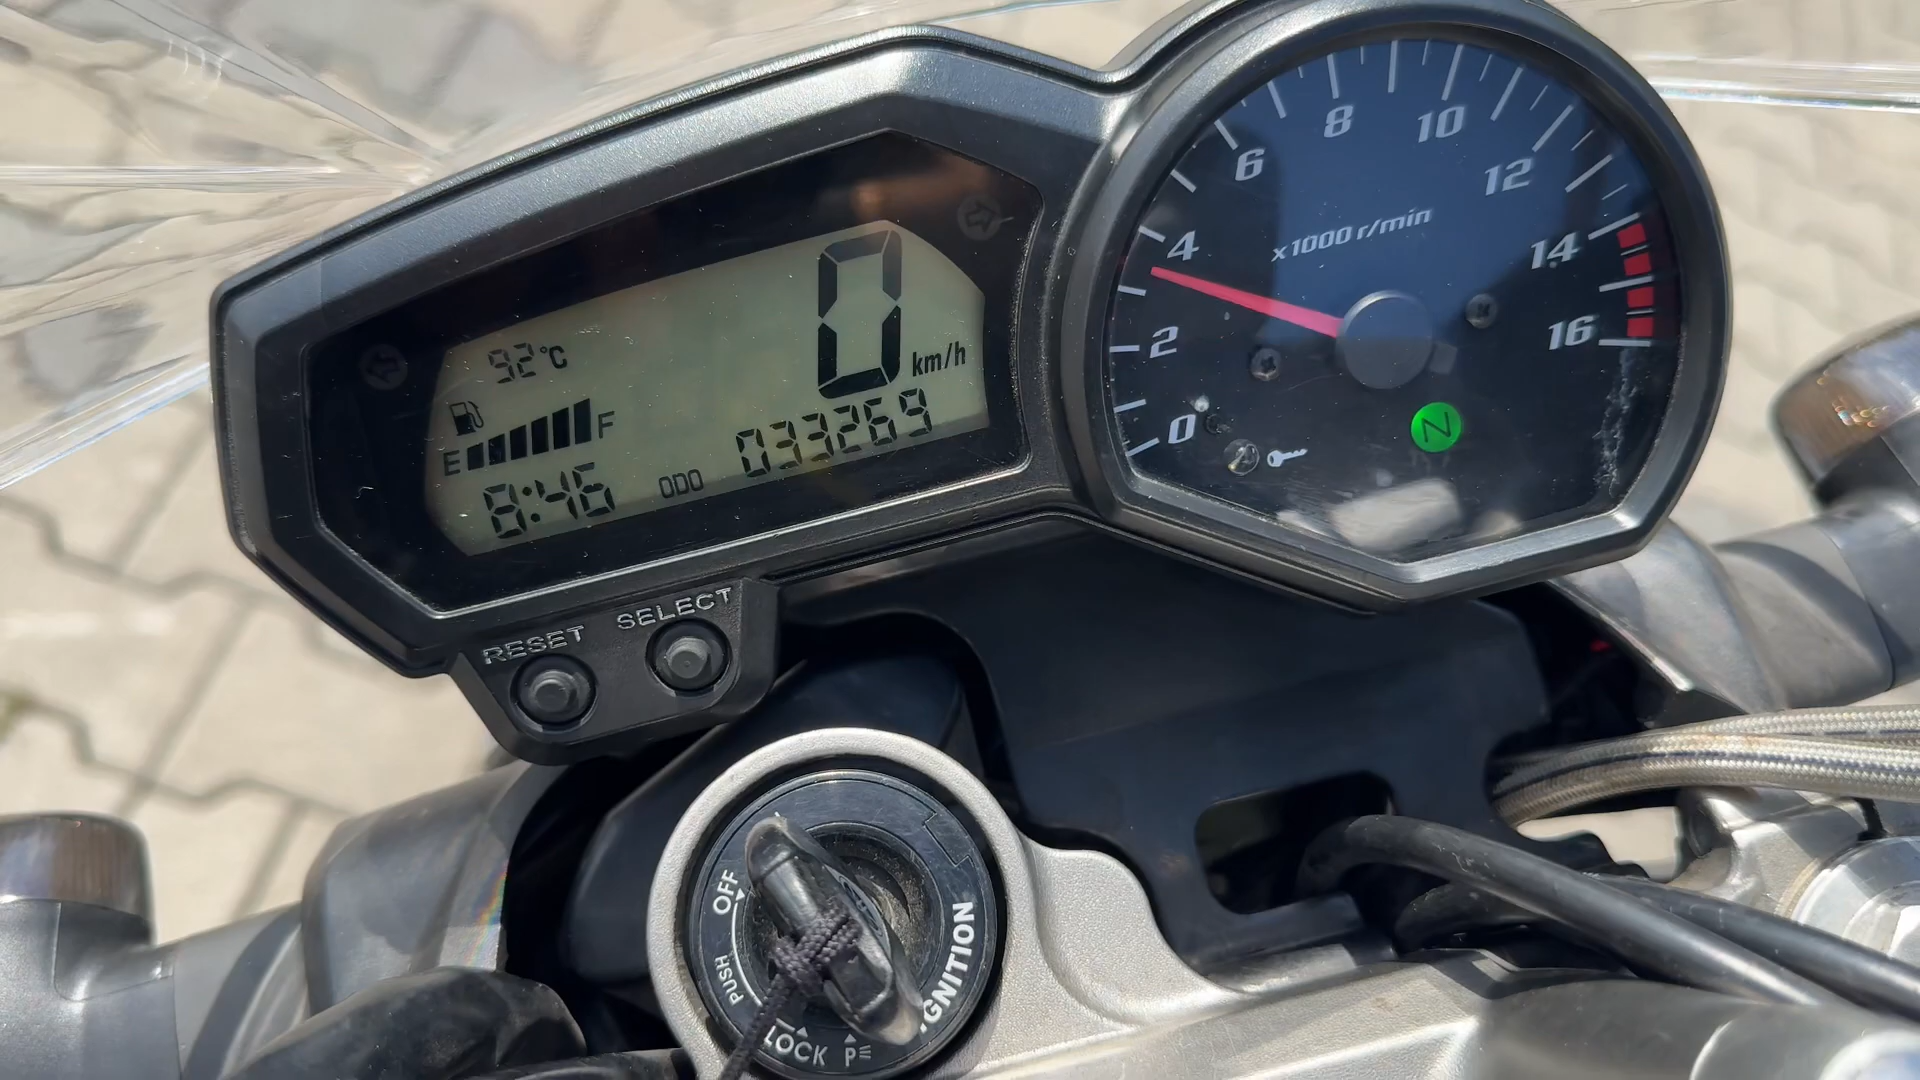 92°C
0
km/h
E F
8:46 ODO 033269
RESET SELECT
0
2
4
6
8
10
12
14
16
x1000 r/min
N
OFF
PUSH
LOCK
P
IGNITION